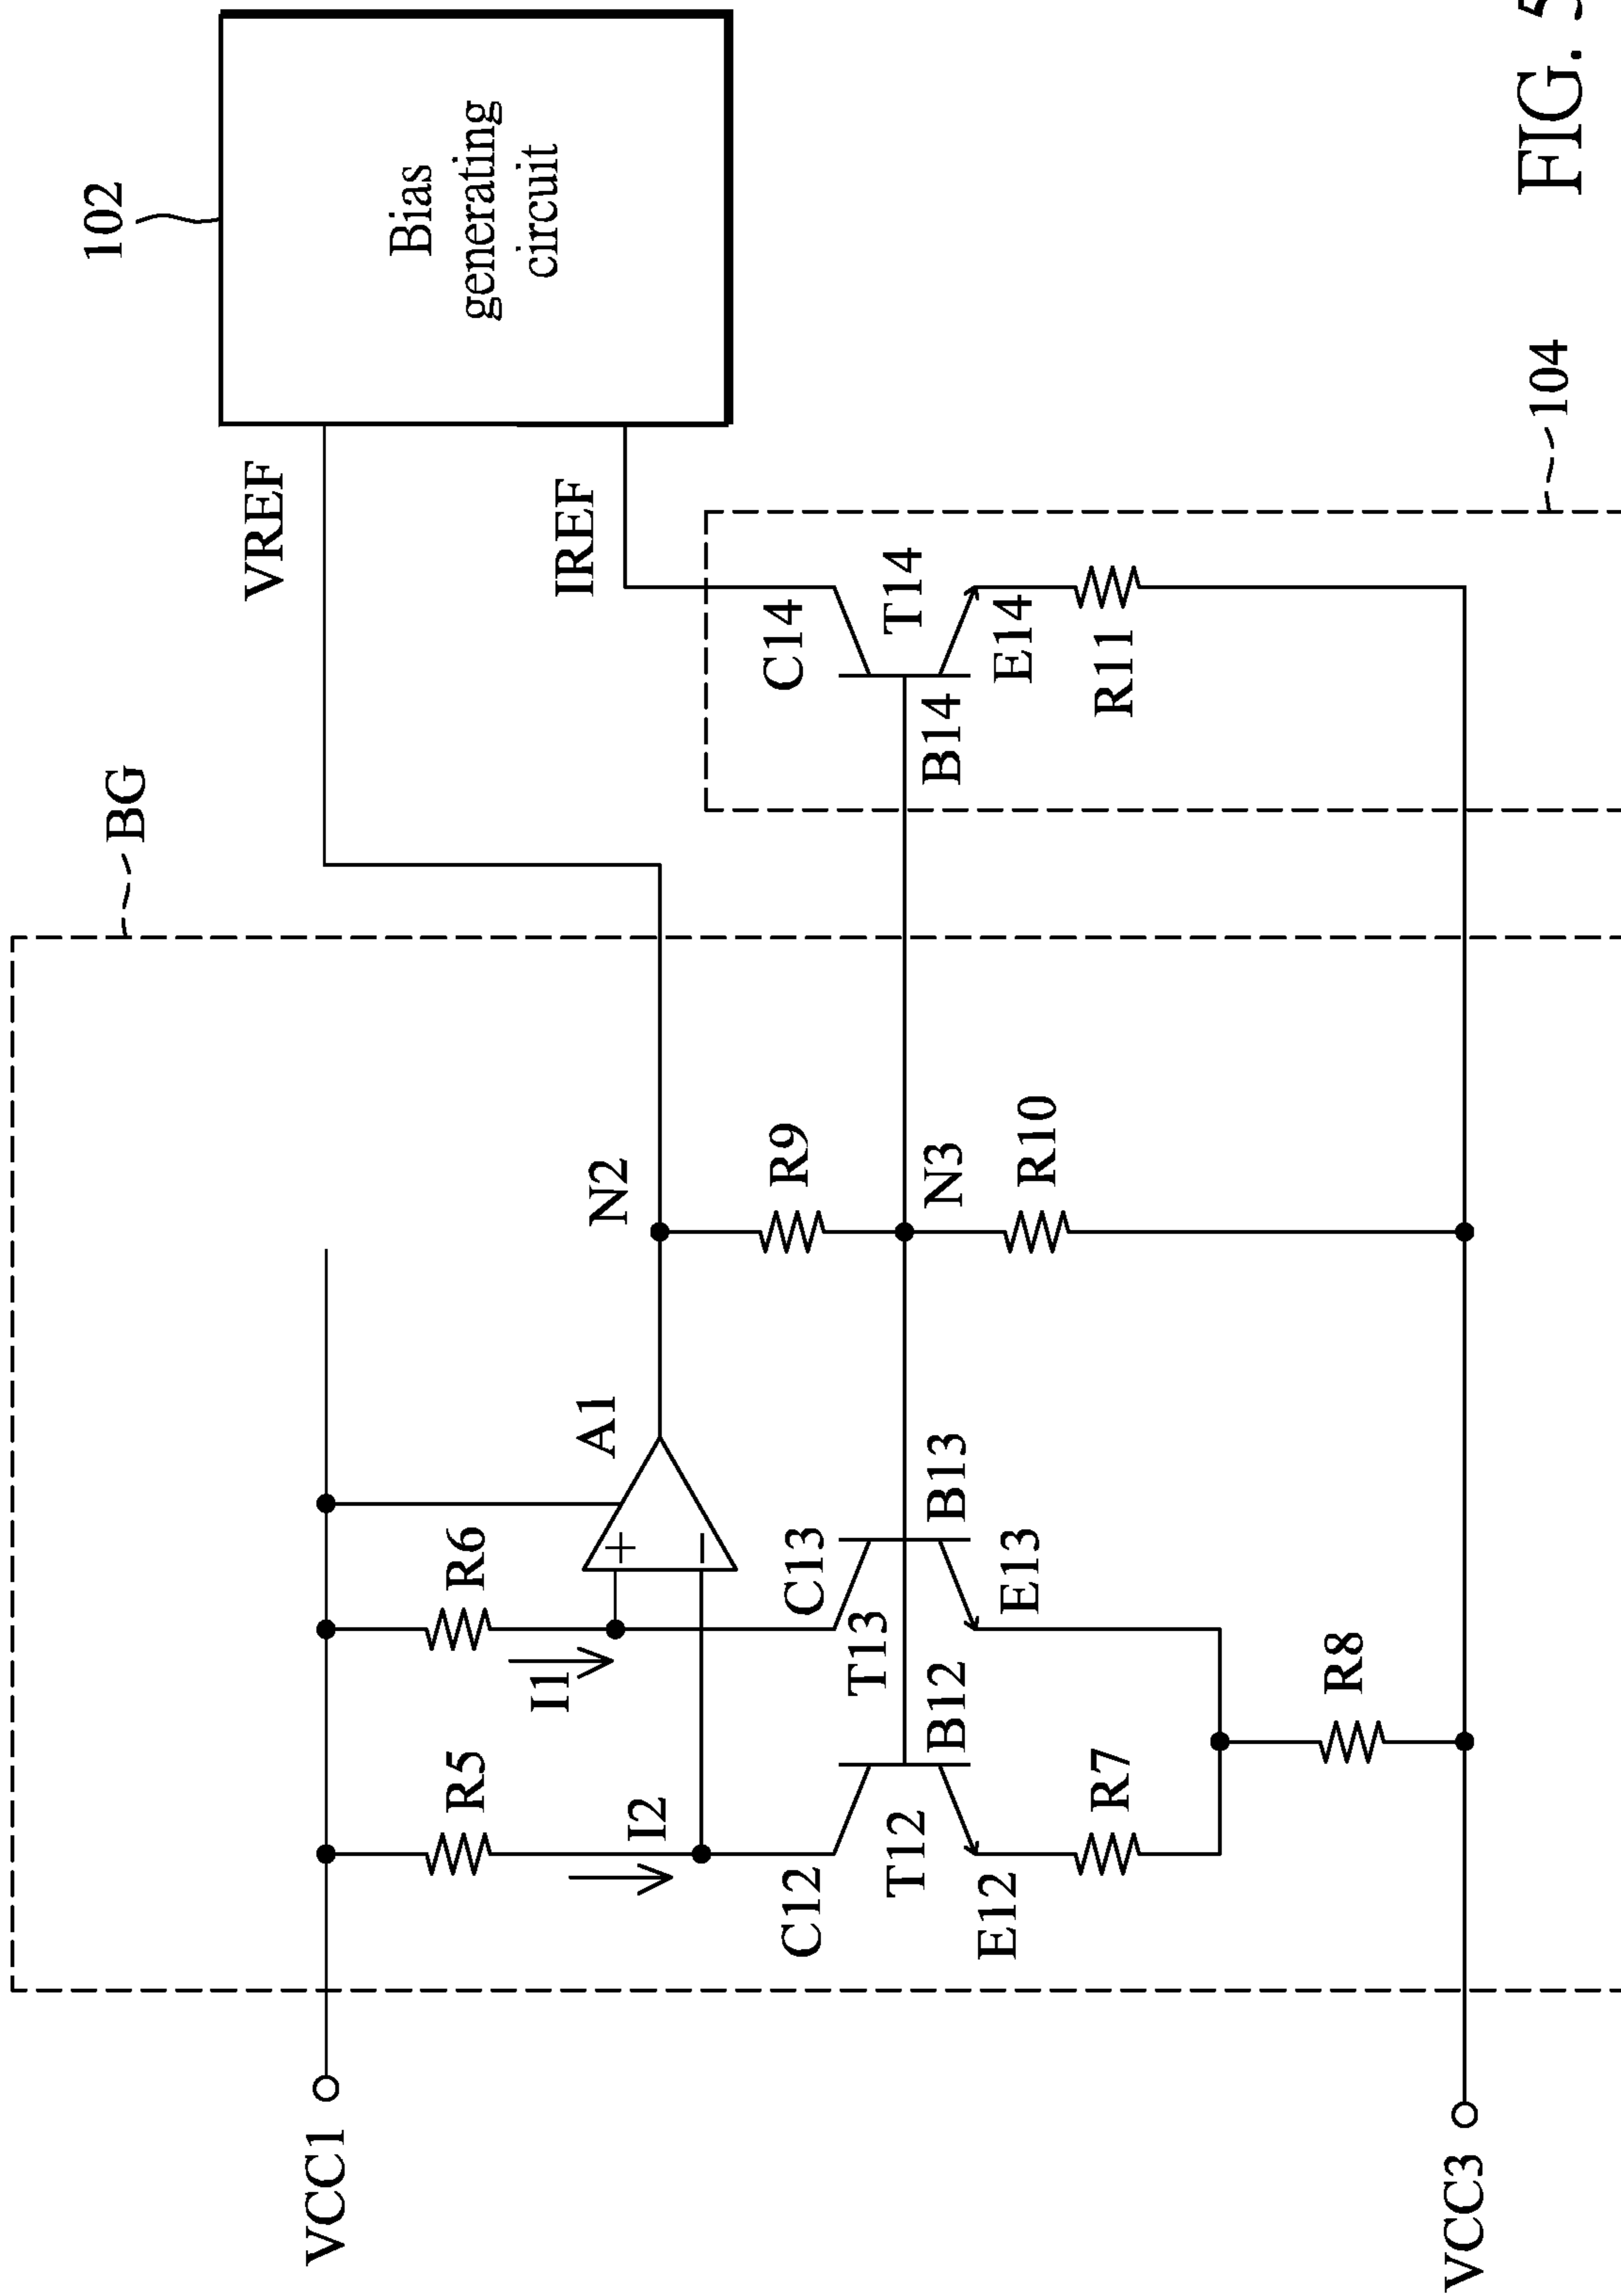 102
Bias
generating
circuit
BG
VREF
IREF
VCC1
R5
R6
A1
I1
I2
+
−
N2
R9
C12
C13
C14
T12
T13
T14
B12
B13
B14
N3
E12
E13
E14
R7
R10
R11
R8
104
VCC3
FIG. 5